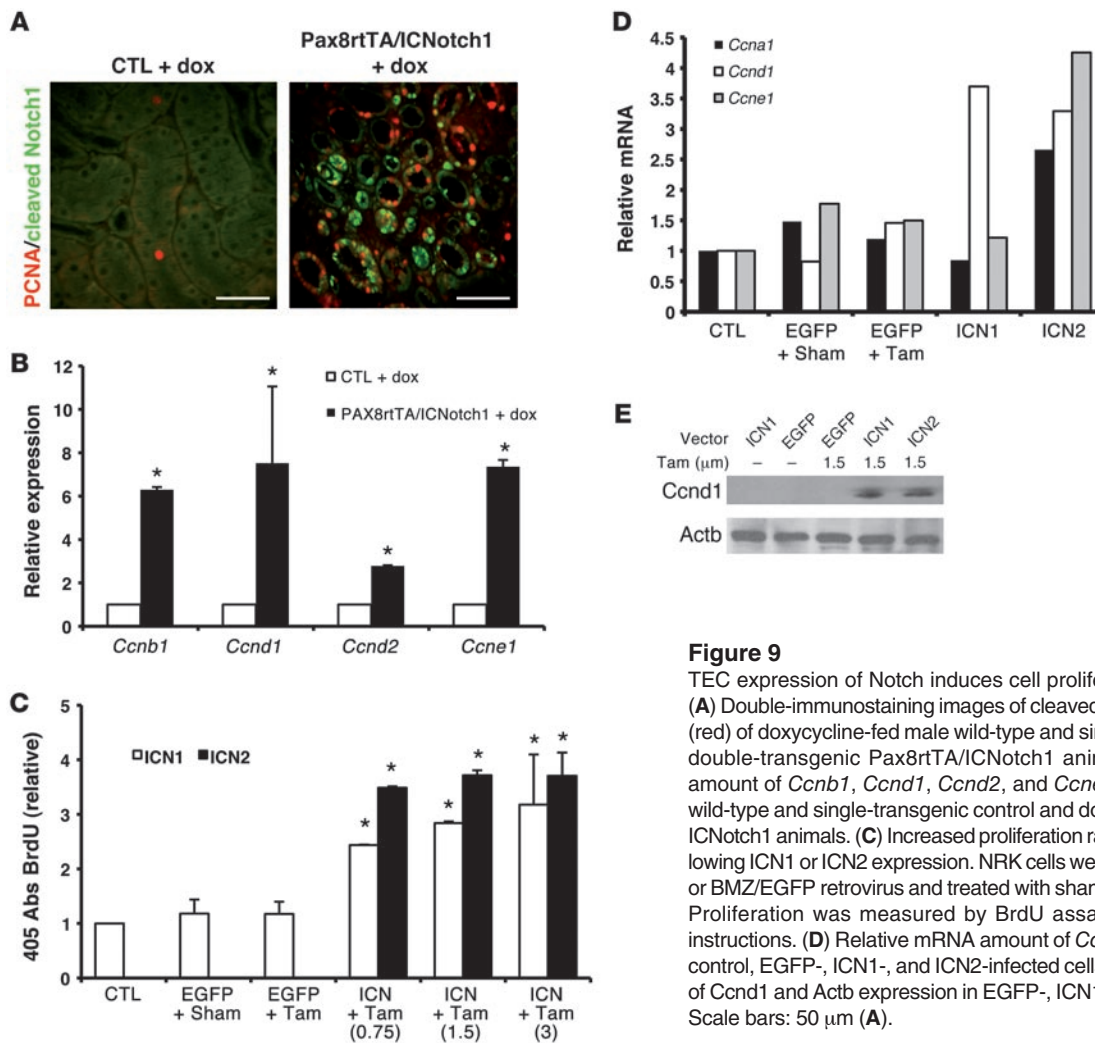 A
CTL + dox
Pax8rtTA/ICNotch1
+ dox
PCNA/cleaved Notch1
B
Relative expression
12
10
8
6
4
2
0
CTL + dox
PAX8rtTA/ICNotch1 + dox
*
*
*
*
Ccnb1
Ccnd1
Ccnd2
Ccne1
C
405 Abs BrdU (relative)
5
4
3
2
1
0
ICN1
ICN2
*
*
*
*
* *
CTL
EGFP
+ Sham
EGFP
+ Tam
ICN
+ Tam
(0.75)
ICN
+ Tam
(1.5)
ICN
+ Tam
(3)
D
Relative mRNA
4.5
4
3.5
3
2.5
2
1.5
1
0.5
0
Ccna1
Ccnd1
Ccne1
CTL
EGFP
+ Sham
EGFP
+ Tam
ICN1
ICN2
E
Vector ICN1 EGFP EGFP ICN1 ICN2
Tam (μm) – – 1.5 1.5 1.5
Ccnd1
Actb
Figure 9
TEC expression of Notch induces cell prolife
(A) Double-immunostaining images of cleaved
(red) of doxycycline-fed male wild-type and si
double-transgenic Pax8rtTA/ICNotch1 ani
amount of Ccnb1, Ccnd1, Ccnd2, and Ccne
wild-type and single-transgenic control and do
ICNotch1 animals. (C) Increased proliferation ra
lowing ICN1 or ICN2 expression. NRK cells we
or BMZ/EGFP retrovirus and treated with shan
Proliferation was measured by BrdU assa
instructions. (D) Relative mRNA amount of Cc
control, EGFP-, ICN1-, and ICN2-infected cell
of Ccnd1 and Actb expression in EGFP-, ICN1
Scale bars: 50 μm (A).